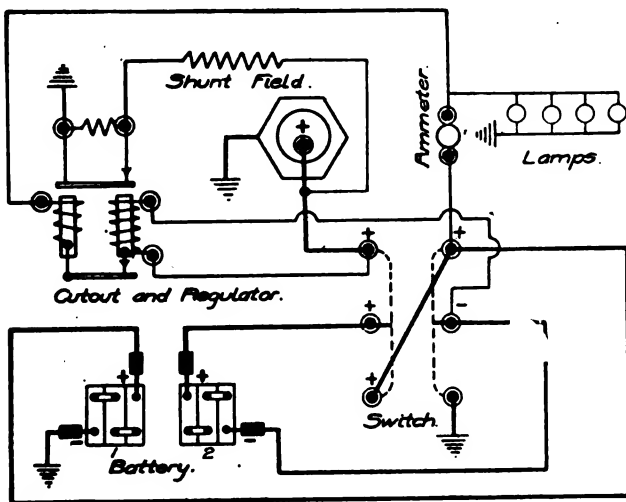 Shunt Field.
Ammeter.
Lamps.
+
+
+
+
-
+
Cutout and Regulator.
Switch.
+
-
1
+
-
2
Battery.